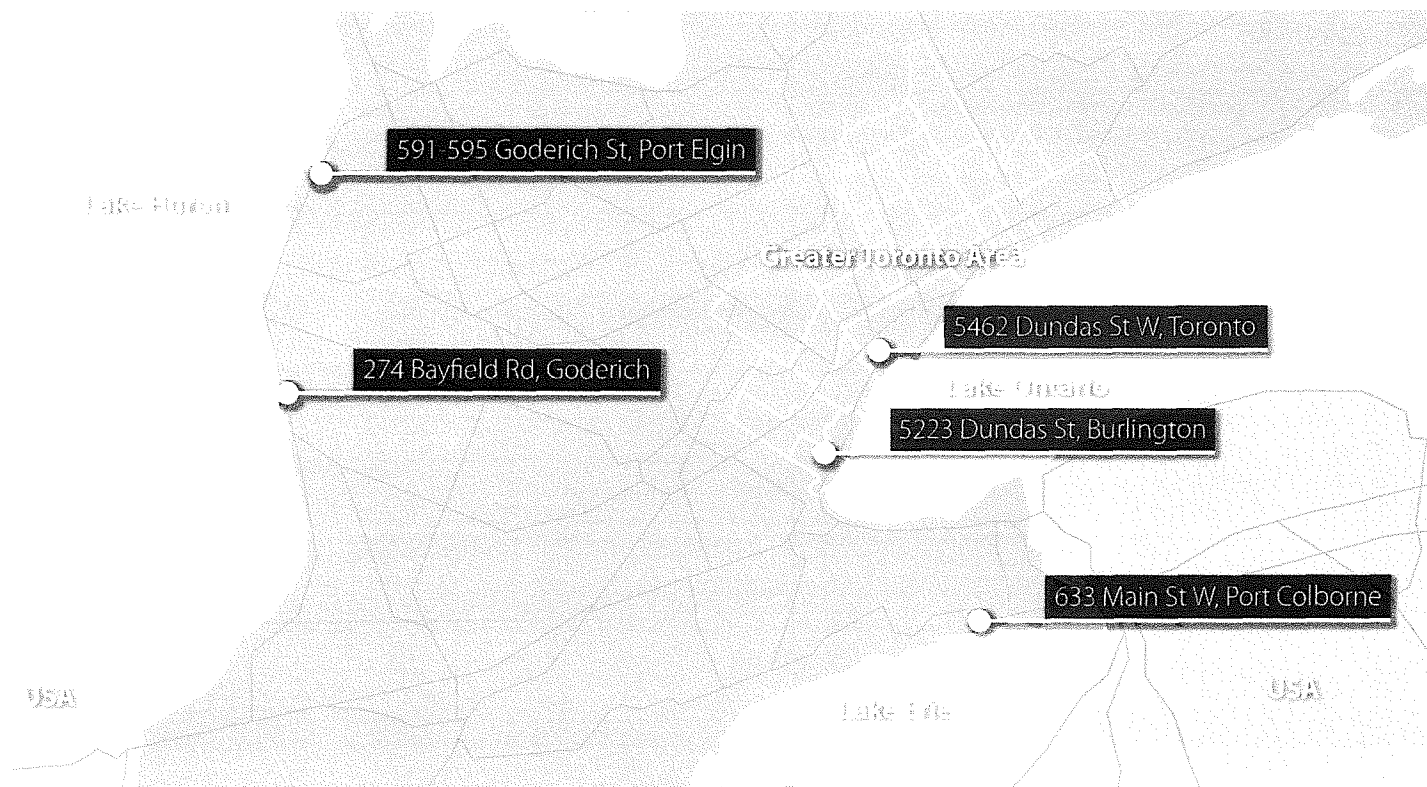 591-595 Goderich St, Port Elgin
Lake Huron
Greater Toronto Area
5462 Dundas St W, Toronto
274 Bayfield Rd, Goderich
Lake Ontario
5223 Dundas St, Burlington
633 Main St W, Port Colborne
USA
USA
Lake Erie